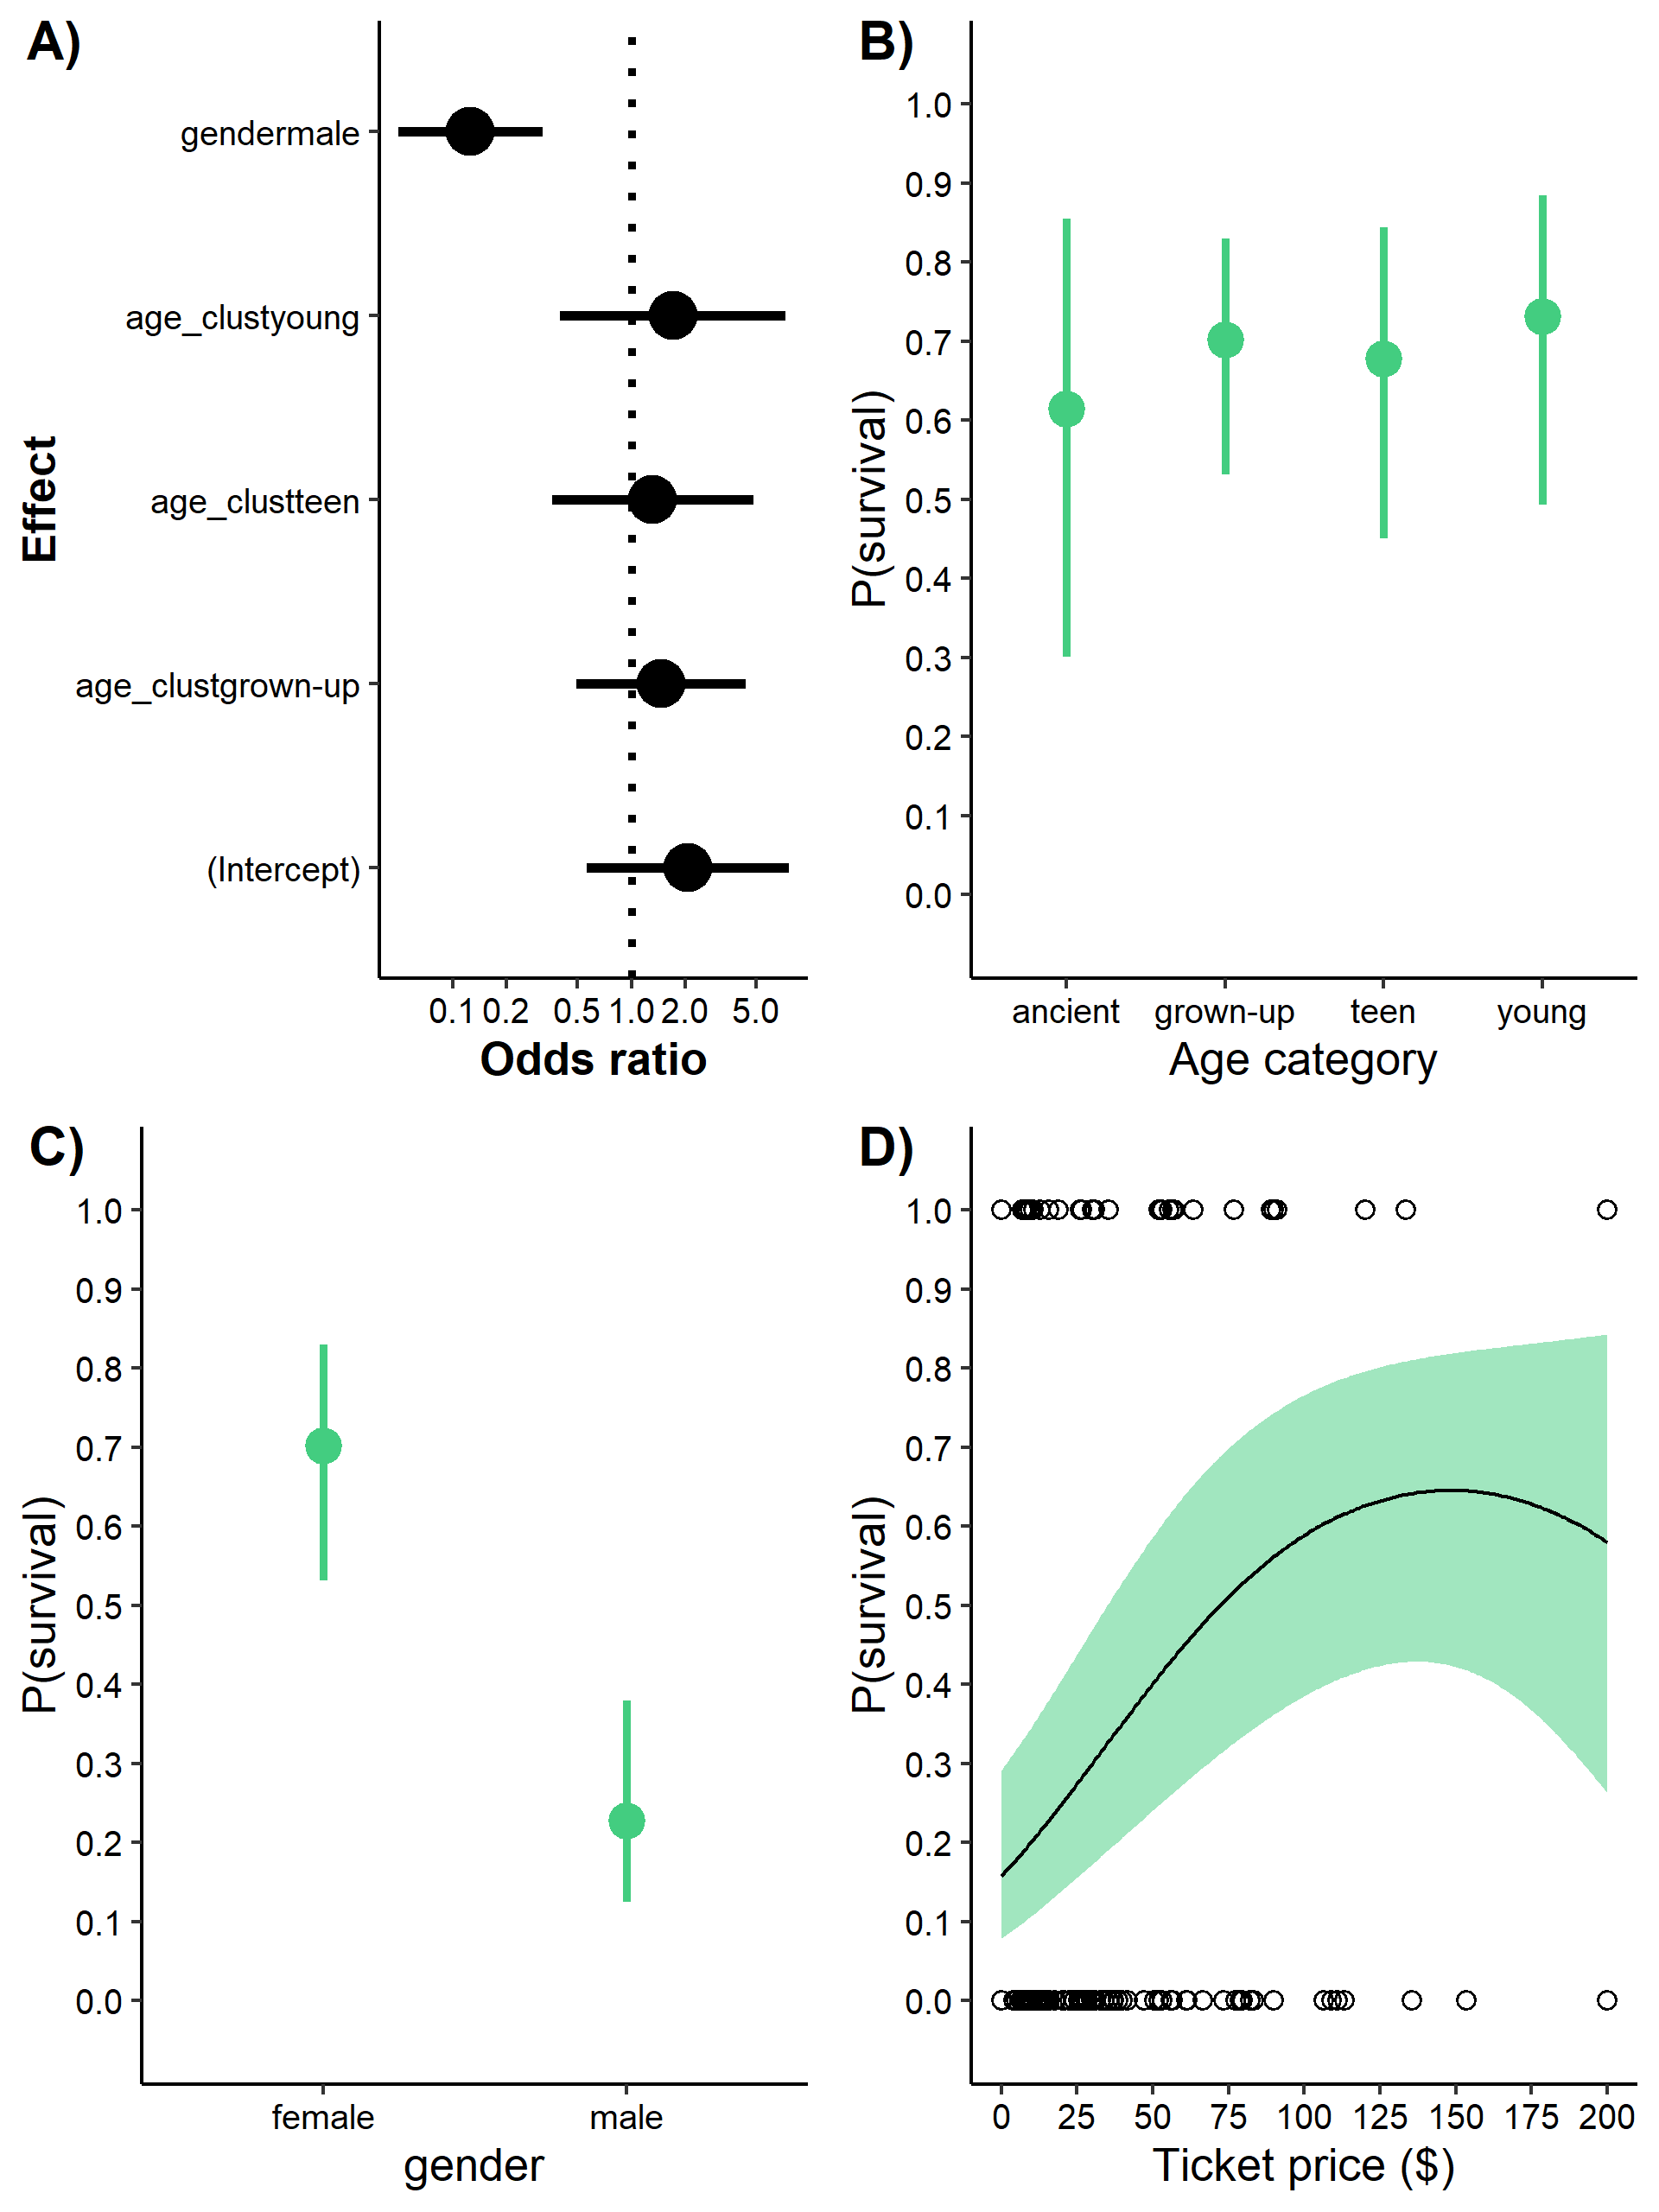 A)
gendermale
age_clustyoung
age_clustteen
age_clustgrown-up
(Intercept)
Effect
0.1 0.2 0.5 1.0 2.0 5.0
Odds ratio
B)
1.0
0.9
0.8
0.7
0.6
0.5
0.4
0.3
0.2
0.1
0.0
P(survival)
ancient grown-up teen young
Age category
C)
1.0
0.9
0.8
0.7
0.6
0.5
0.4
0.3
0.2
0.1
0.0
P(survival)
female male
gender
D)
1.0
0.9
0.8
0.7
0.6
0.5
0.4
0.3
0.2
0.1
0.0
P(survival)
0 25 50 75 100 125 150 175 200
Ticket price ($)